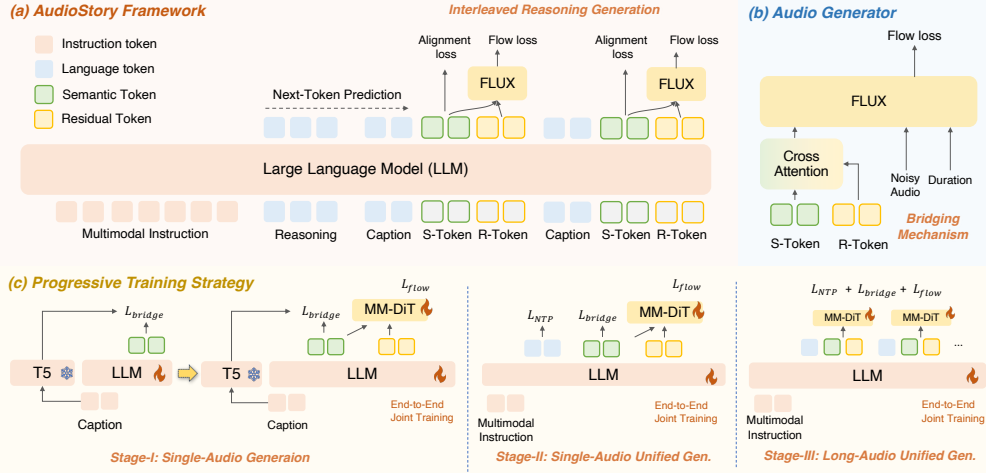 (a) AudioStory Framework
Interleaved Reasoning Generation
Instruction token
Language token
Semantic Token
Residual Token
Next-Token Prediction
Alignment
loss
Flow loss
FLUX
Alignment
loss
Flow loss
FLUX
Large Language Model (LLM)
Multimodal Instruction
Reasoning
Caption
S-Token
R-Token
Caption
S-Token
R-Token
(b) Audio Generator
Flow loss
FLUX
Cross
Attention
Noisy
Audio
Duration
S-Token
R-Token
Bridging
Mechanism
(c) Progressive Training Strategy
L_bridge
T5
LLM
Caption
L_flow
L_bridge
MM-DiT
T5
LLM
Caption
End-to-End
Joint Training
Stage-I: Single-Audio Generaion
L_flow
L_NTP
L_bridge
MM-DiT
LLM
Multimodal
Instruction
End-to-End
Joint Training
Stage-II: Single-Audio Unified Gen.
L_NTP + L_bridge + L_flow
MM-DiT
MM-DiT
...
LLM
Multimodal
Instruction
End-to-End
Joint Training
Stage-III: Long-Audio Unified Gen.